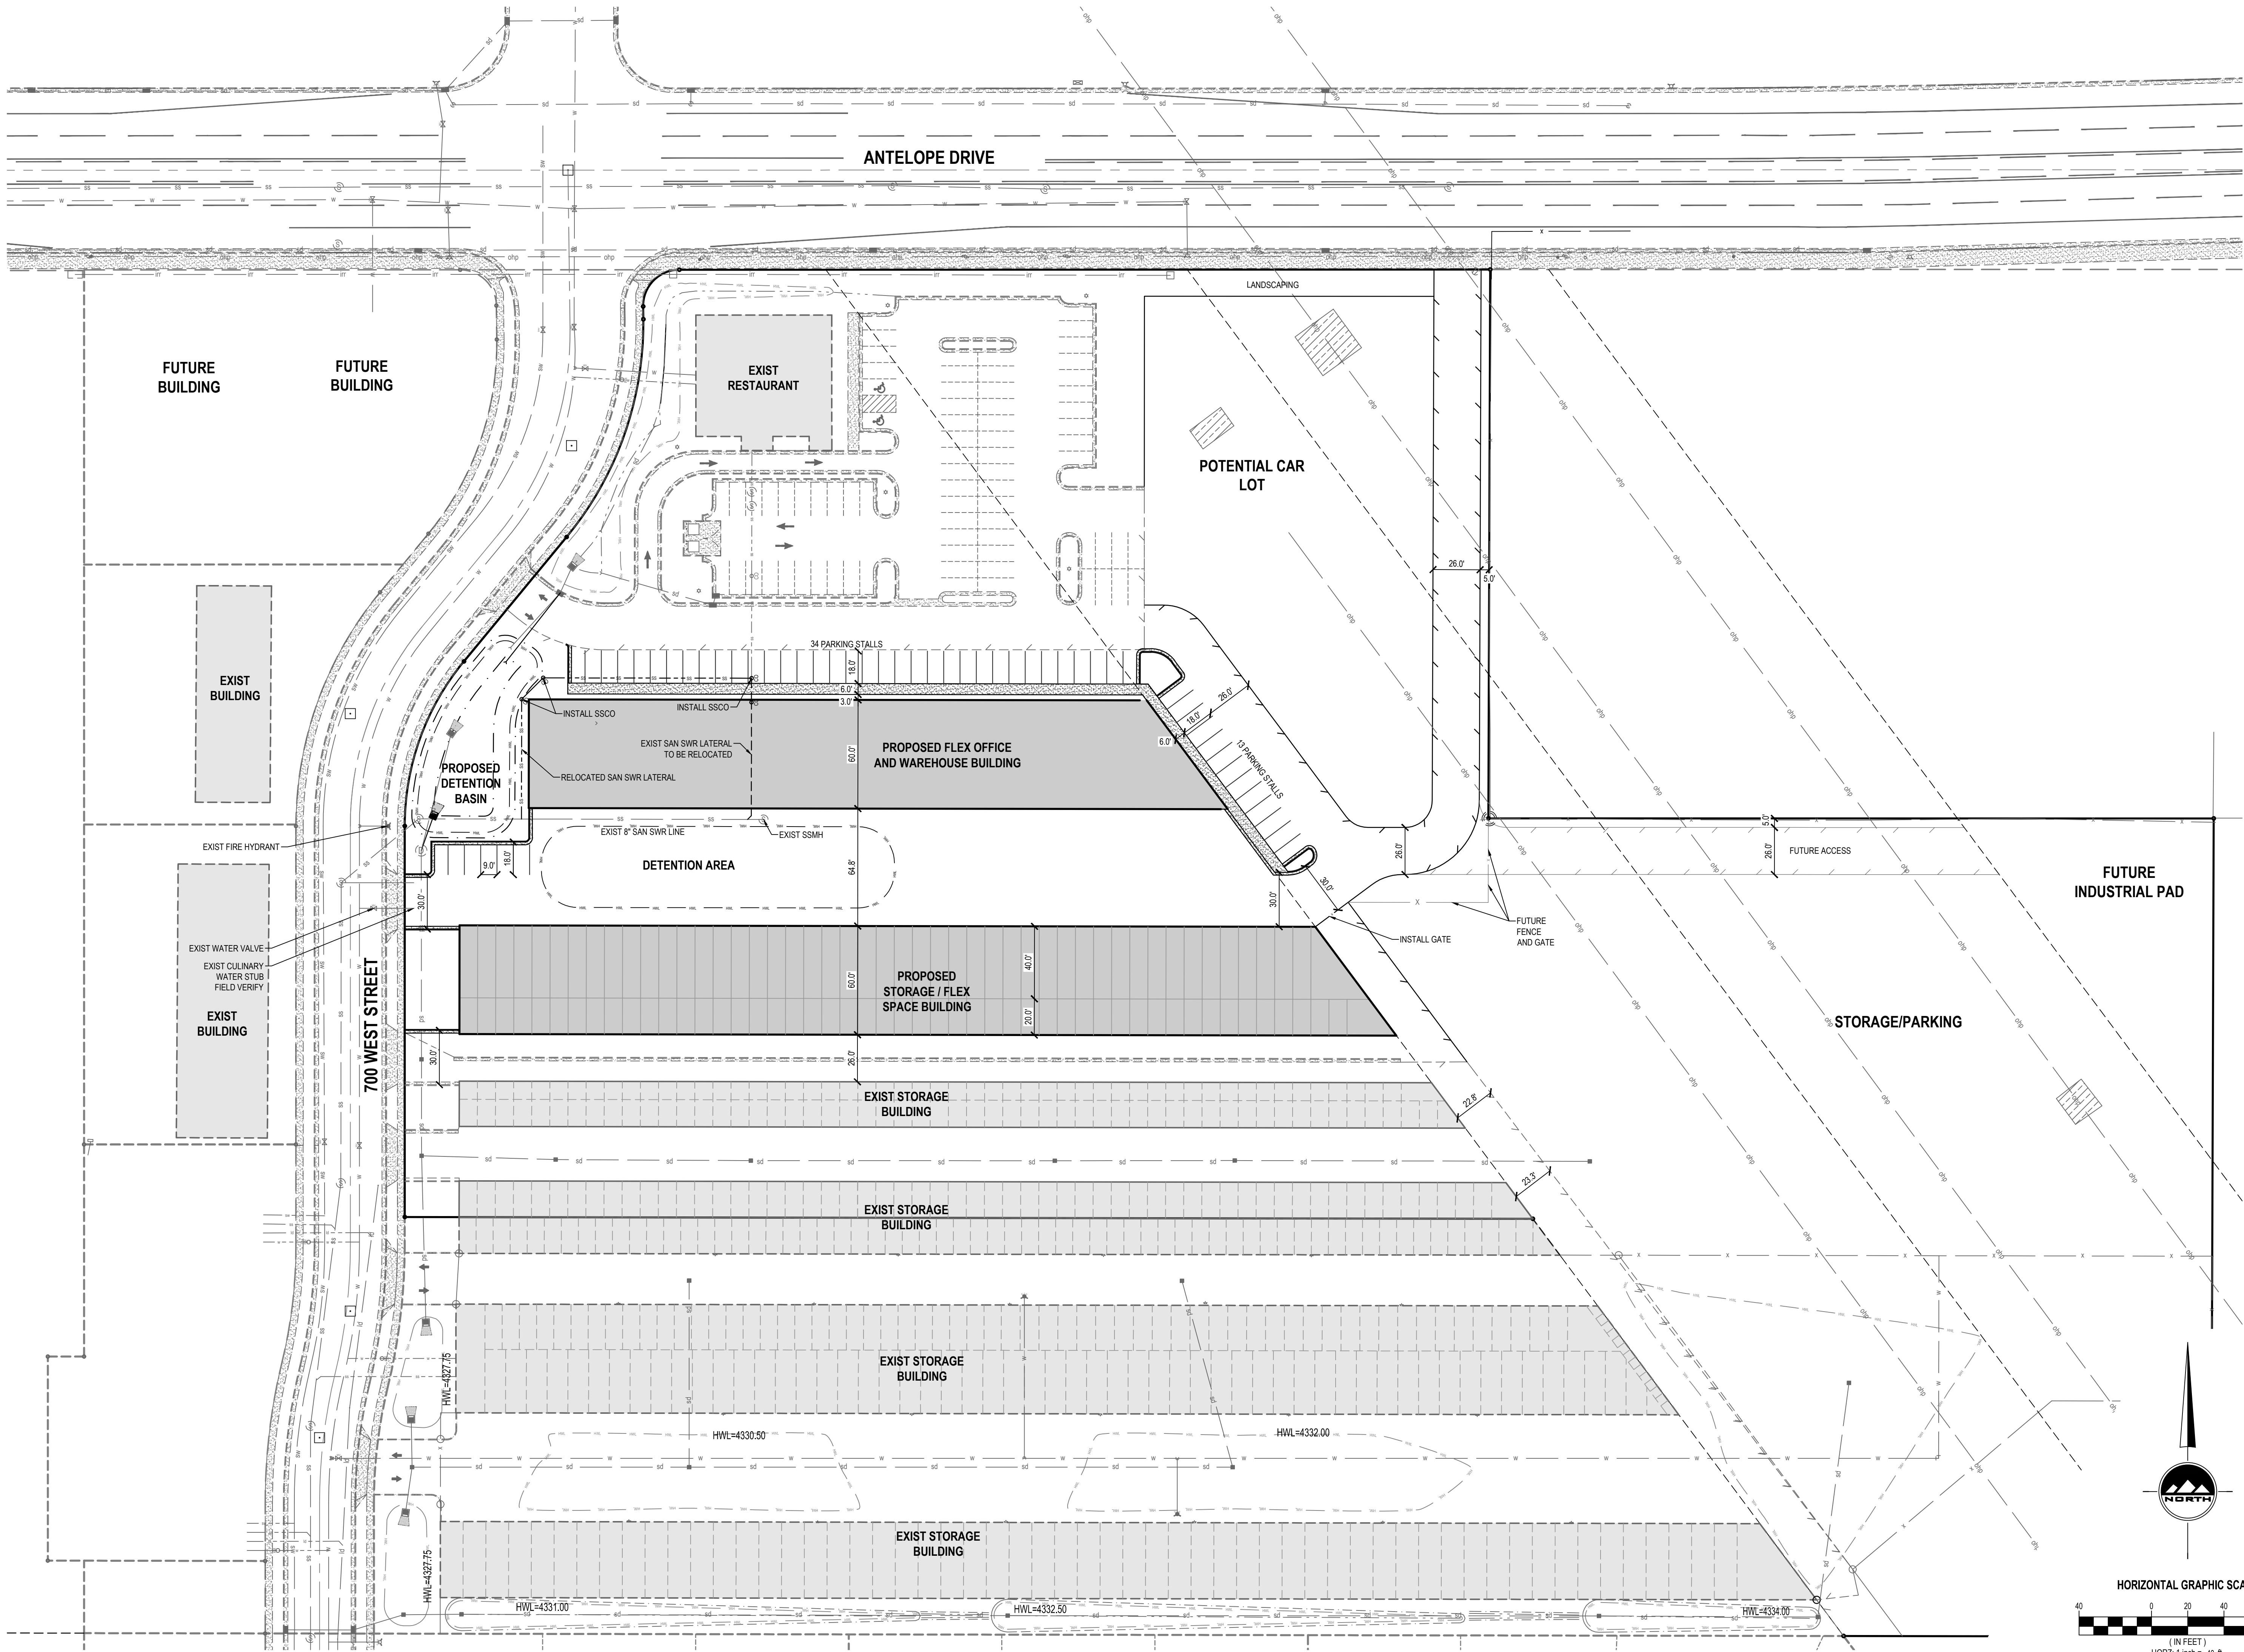 ANTELOPE DRIVE
LANDSCAPING
FUTURE
BUILDING
FUTURE
BUILDING
EXIST
RESTAURANT
POTENTIAL CAR
LOT
26.0'
5.0'
34 PARKING STALLS
18.0'
6.0'
3.0'
EXIST
BUILDING
INSTALL SSCO
INSTALL SSCO
EXIST SAN SWR LATERAL
TO BE RELOCATED
60.0'
PROPOSED FLEX OFFICE
AND WAREHOUSE BUILDING
RELOCATED SAN SWR LATERAL
PROPOSED
DETENTION
BASIN
6.0'
18.0'
26.0'
13 PARKING STALLS
EXIST 8" SAN SWR LINE
EXIST SSMH
EXIST FIRE HYDRANT
9.0'
18.0'
DETENTION AREA
64.8'
30.0'
30.0'
30.0'
26.0'
5.0'
26.0'
FUTURE ACCESS
FUTURE
INDUSTRIAL PAD
FUTURE
FENCE
AND GATE
INSTALL GATE
EXIST WATER VALVE
EXIST CULINARY
WATER STUB
FIELD VERIFY
EXIST
BUILDING
700 WEST STREET
60.0'
PROPOSED
STORAGE / FLEX
SPACE BUILDING
40.0'
20.0'
STORAGE/PARKING
30.0'
26.0'
EXIST STORAGE
BUILDING
22.8'
23.3'
EXIST STORAGE
BUILDING
EXIST STORAGE
BUILDING
HWL=4327.75
HWL=4330.50
HWL=4332.00
EXIST STORAGE
BUILDING
HWL=4327.75
HWL=4331.00
HWL=4332.50
HWL=4334.00
NORTH
HORIZONTAL GRAPHIC SCA
40 0 20 40
( IN FEET )